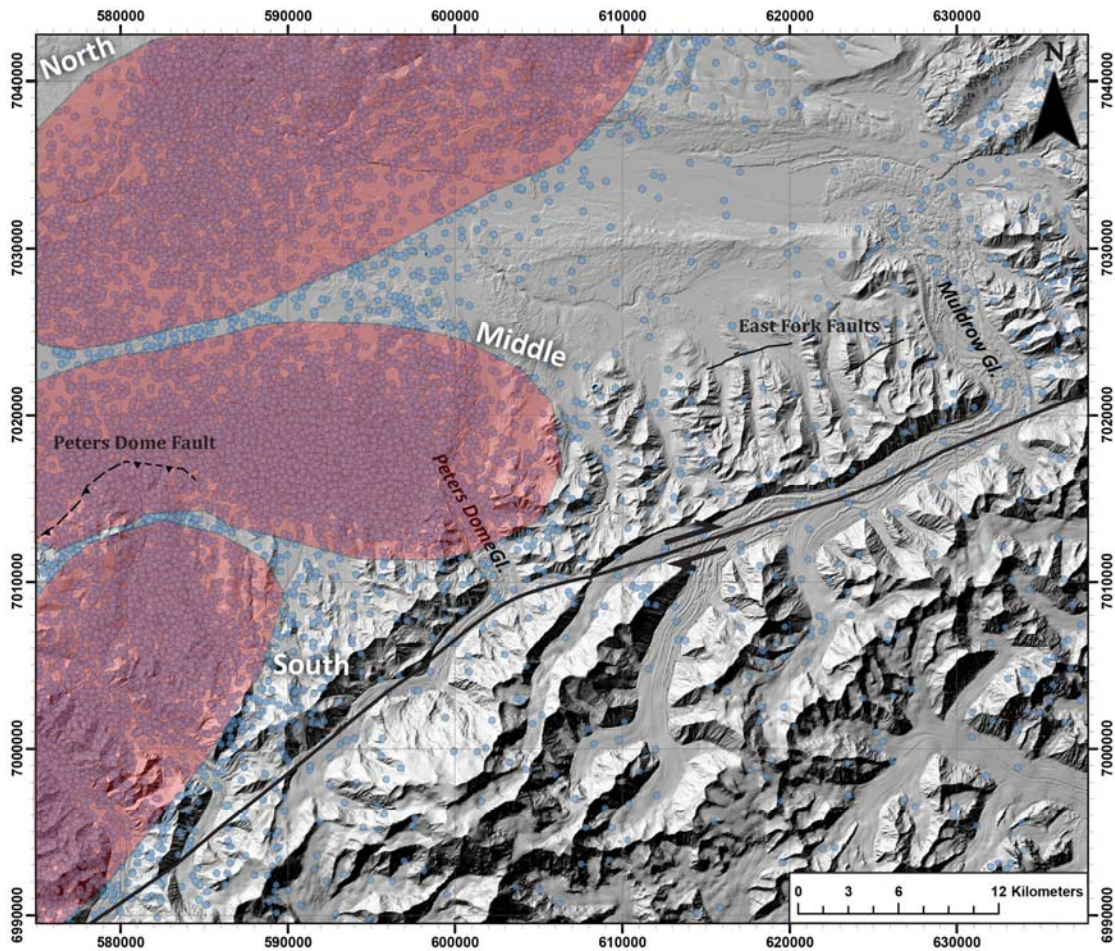 580000 590000 600000 610000 620000 630000
North
N
7040000 7040000
7030000 7030000
Muldrow Gl.
East Fork Faults
Middle
7020000 7020000
Peters Dome Fault
Peters DomeGl.
7010000 7010000
South
7000000 7000000
0 3 6 12 Kilometers
6990000 6990000
580000 590000 600000 610000 620000 630000